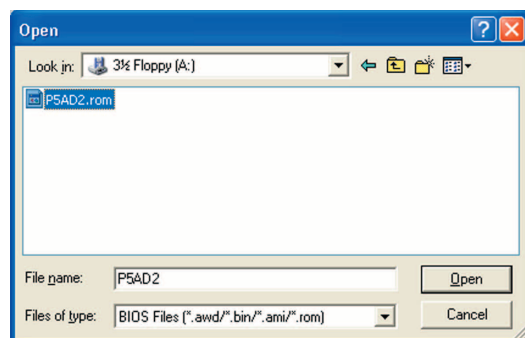 Open
Look in: 3½ Floppy (A:)
P5AD2.rom
File name: P5AD2 Open
Files of type: BIOS Files (*.awd/*.bin/*.ami/*.rom) Cancel